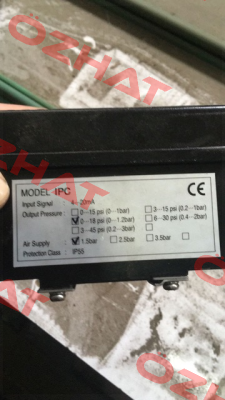 OZHAT
OZHAT
OZHAT
MODEL IPC CE
Input Signal 4~20mA
Output Pressure : 0~15 psi (0~1bar) 3~15 psi (0.2~1bar)
0~18 psi (0~1.2bar) 6~30 psi (0.4~2bar)
3~45 psi (0.2~3bar)
Air Supply 1.5bar 2.5bar 3.5bar
Protection Class : IP55